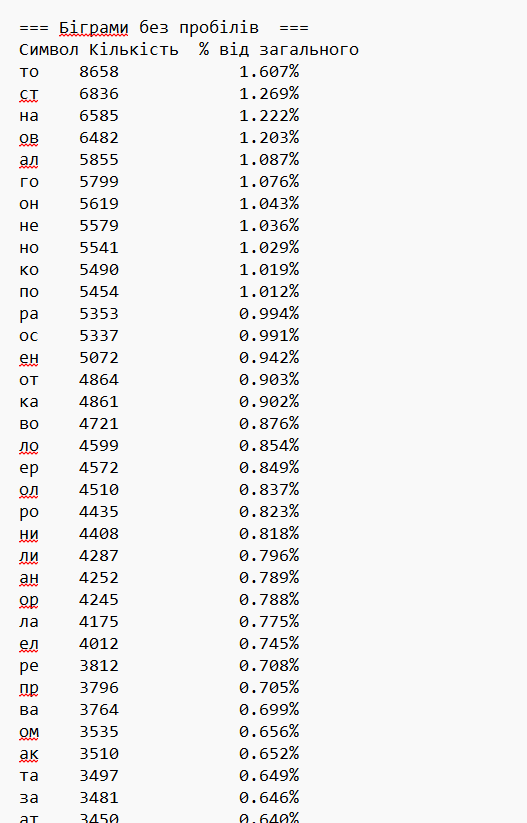 === Біграми без пробілів  ===
Символ Кількість  % від загального
то    8658            1.607%
ст    6836            1.269%
на    6585            1.222%
ов    6482            1.203%
ал    5855            1.087%
го    5799            1.076%
он    5619            1.043%
не    5579            1.036%
но    5541            1.029%
ко    5490            1.019%
по    5454            1.012%
ра    5353            0.994%
ос    5337            0.991%
ен    5072            0.942%
от    4864            0.903%
ка    4861            0.902%
во    4721            0.876%
ло    4599            0.854%
ер    4572            0.849%
ол    4510            0.837%
ро    4435            0.823%
ни    4408            0.818%
ли    4287            0.796%
ан    4252            0.789%
ор    4245            0.788%
ла    4175            0.775%
ел    4012            0.745%
ре    3812            0.708%
пр    3796            0.705%
ва    3764            0.699%
ом    3535            0.656%
ак    3510            0.652%
та    3497            0.649%
за    3481            0.646%
ат    3450            0.640%